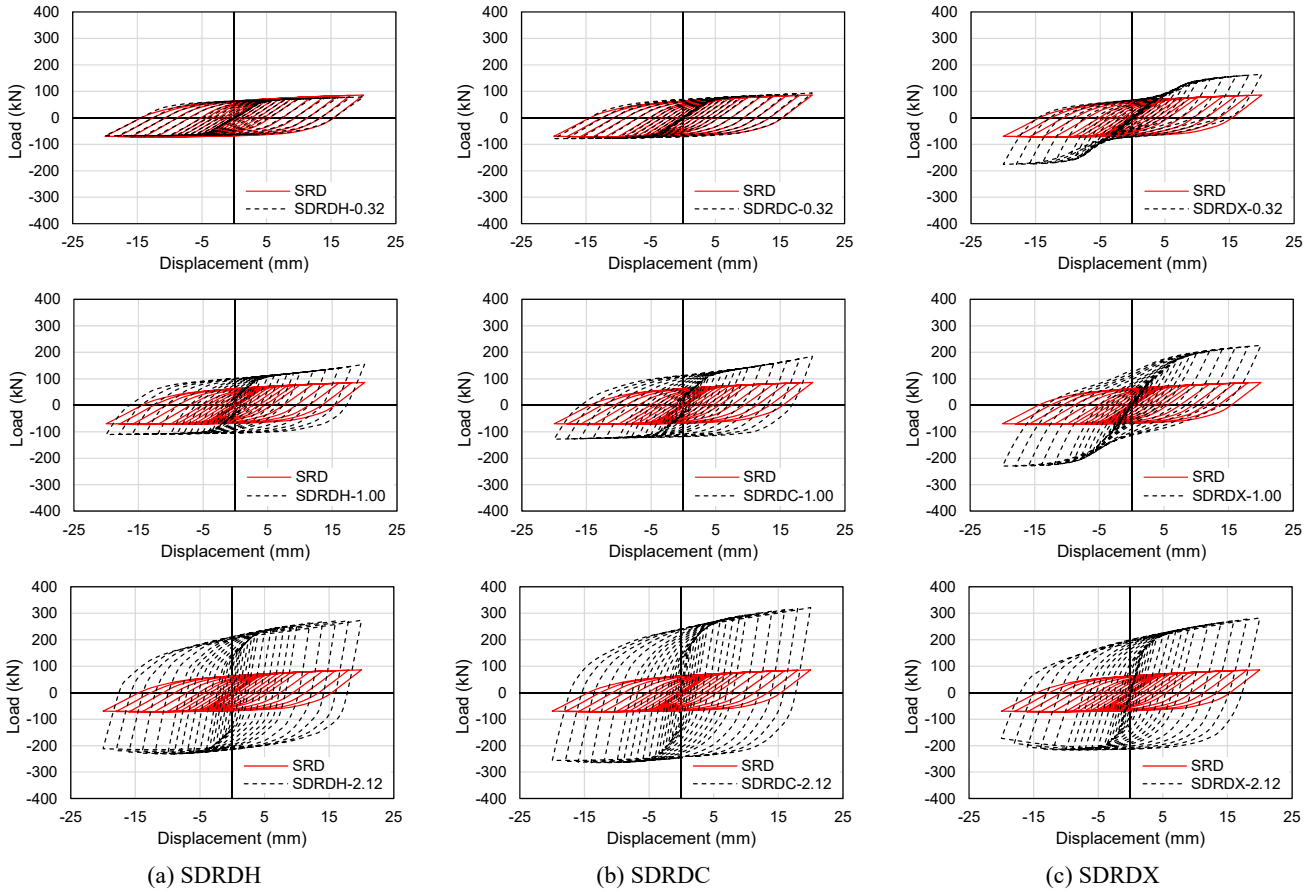 400
300
200
100
0
-100
-200
-300
-400
Load (kN)
SRD
SDRDH-0.32
-25 -15 -5 5 15 25
Displacement (mm)
400
300
200
100
0
-100
-200
-300
-400
Load (kN)
SRD
SDRDC-0.32
-25 -15 -5 5 15 25
Displacement (mm)
400
300
200
100
0
-100
-200
-300
-400
Load (kN)
SRD
SDRDX-0.32
-25 -15 -5 5 15 25
Displacement (mm)
400
300
200
100
0
-100
-200
-300
-400
Load (kN)
SRD
SDRDH-1.00
-25 -15 -5 5 15 25
Displacement (mm)
400
300
200
100
0
-100
-200
-300
-400
Load (kN)
SRD
SDRDC-1.00
-25 -15 -5 5 15 25
Displacement (mm)
400
300
200
100
0
-100
-200
-300
-400
Load (kN)
SRD
SDRDX-1.00
-25 -15 -5 5 15 25
Displacement (mm)
400
300
200
100
0
-100
-200
-300
-400
Load (kN)
SRD
SDRDH-2.12
-25 -15 -5 5 15 25
Displacement (mm)
400
300
200
100
0
-100
-200
-300
-400
Load (kN)
SRD
SDRDC-2.12
-25 -15 -5 5 15 25
Displacement (mm)
400
300
200
100
0
-100
-200
-300
-400
Load (kN)
SRD
SDRDX-2.12
-25 -15 -5 5 15 25
Displacement (mm)
(a) SDRDH
(b) SDRDC
(c) SDRDX